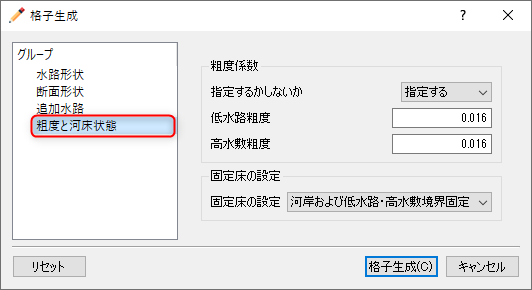 格子生成
グループ
水路形状
断面形状
追加水路
粗度と河床状態
粗度係数
指定するかしないか 指定する
低水路粗度 0.016
高水敷粗度 0.016
固定床の設定
固定床の設定 河岸および低水路・高水敷境界固定
リセット 格子生成(C) キャンセル